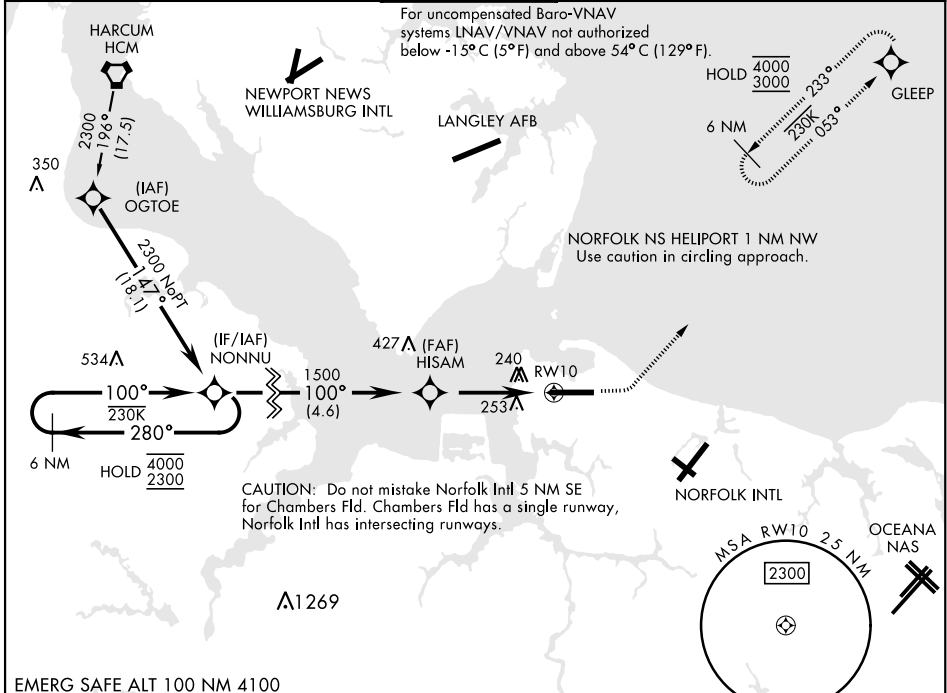 For uncompensated Baro-VNAV
systems LNAV/VNAV not authorized
below -15°C (5°F) and above 54°C (129°F).
HARCUM
HCM
2300
196°
(17.5)
NEWPORT NEWS
WILLIAMSBURG INTL
LANGLEY AFB
HOLD 4000
3000
233°
230K
053°
6 NM
GLEEP
350
(IAF)
OGTOE
2300 NoPT
147°
(18.1)
NORFOLK NS HELIPORT 1 NM NW
Use caution in circling approach.
(IF/IAF)
NONNU
534
427
(FAF)
HISAM
240
RW10
253
100°
230K
280°
1500
100°
(4.6)
6 NM
HOLD 4000
2300
CAUTION: Do not mistake Norfolk Intl 5 NM SE
for Chambers Fld. Chambers Fld has a single runway,
Norfolk Intl has intersecting runways.
NORFOLK INTL
OCEANA
NAS
MSA RW10 25 NM
2300
1269
EMERG SAFE ALT 100 NM 4100